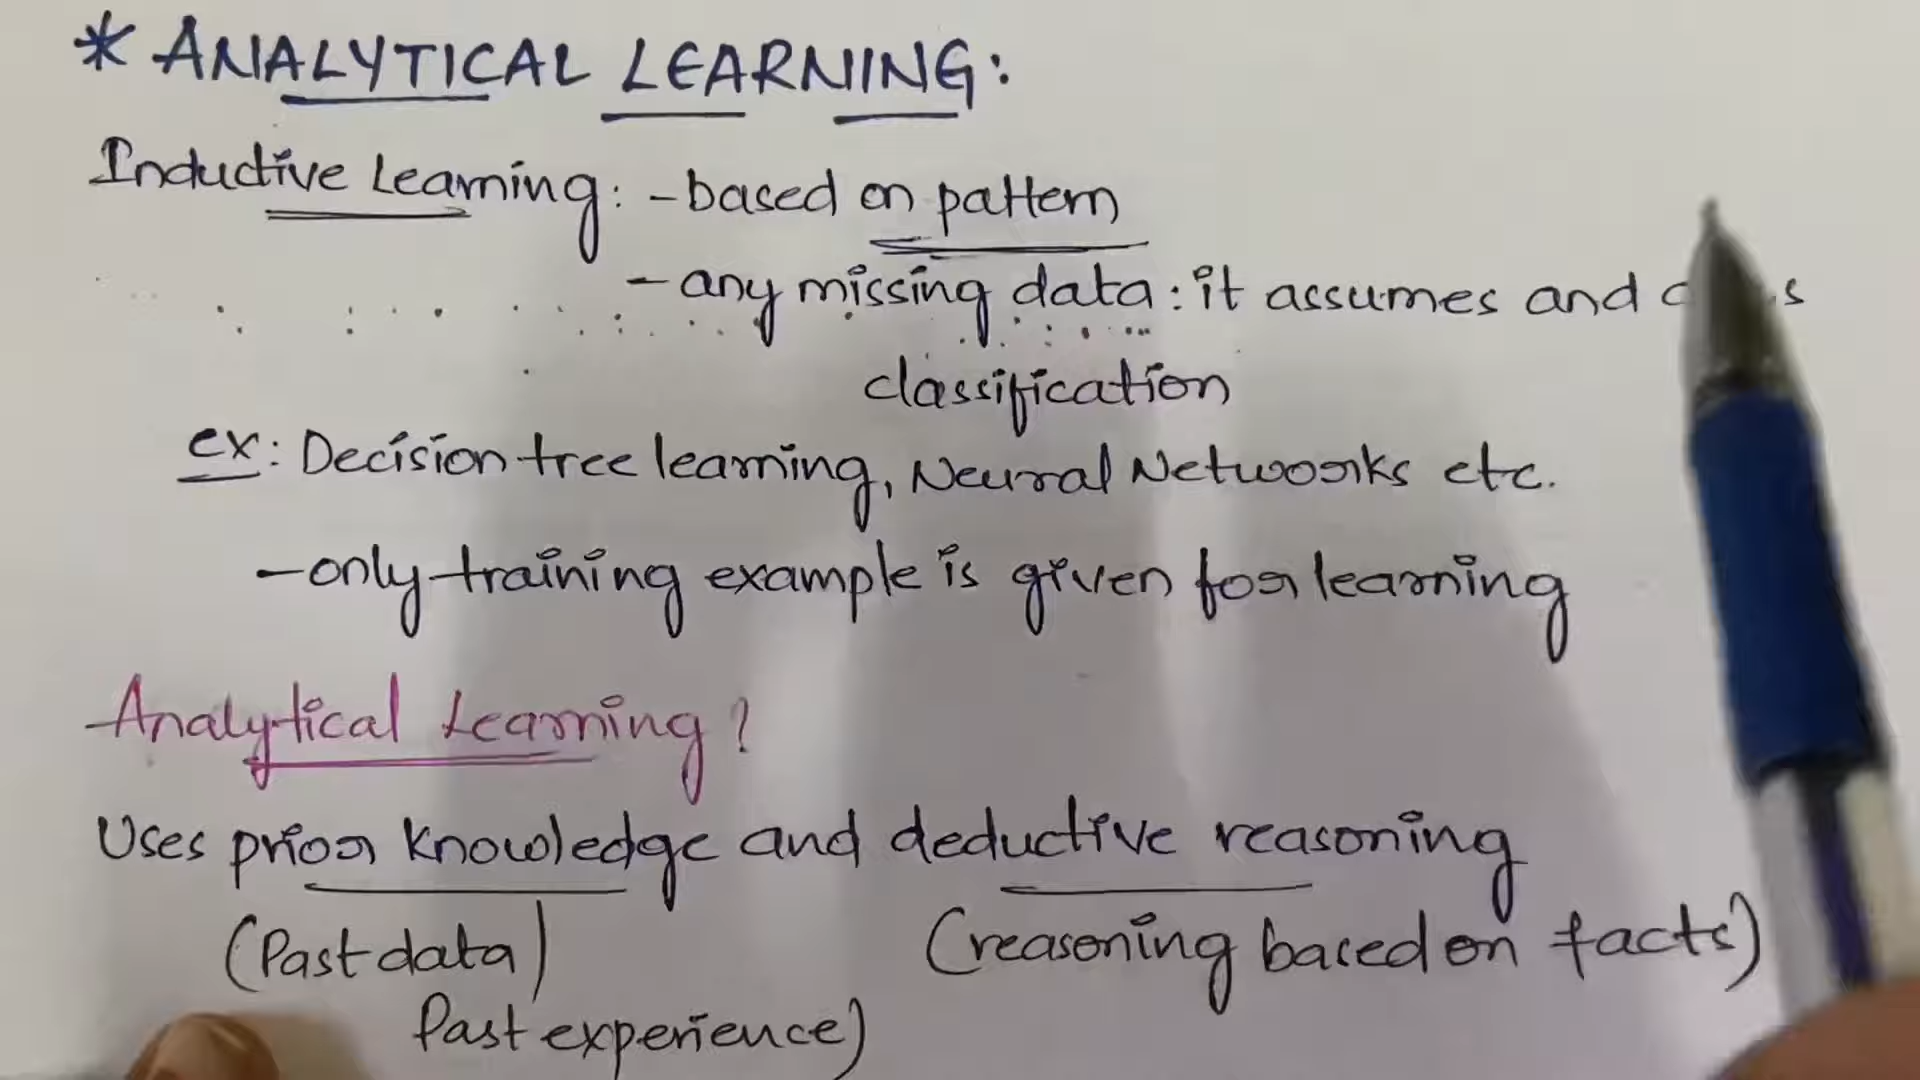 * ANALYTICAL LEARNING:
Inductive Learning: - based on pattern
- any missing data: it assumes and
classification
ex: Decision tree learning, Neural Networks etc.
- only training example is given for learning
Analytical Learning?
Uses prior knowledge and deductive reasoning
(Past data) (reasoning based on facts)
Past experience)